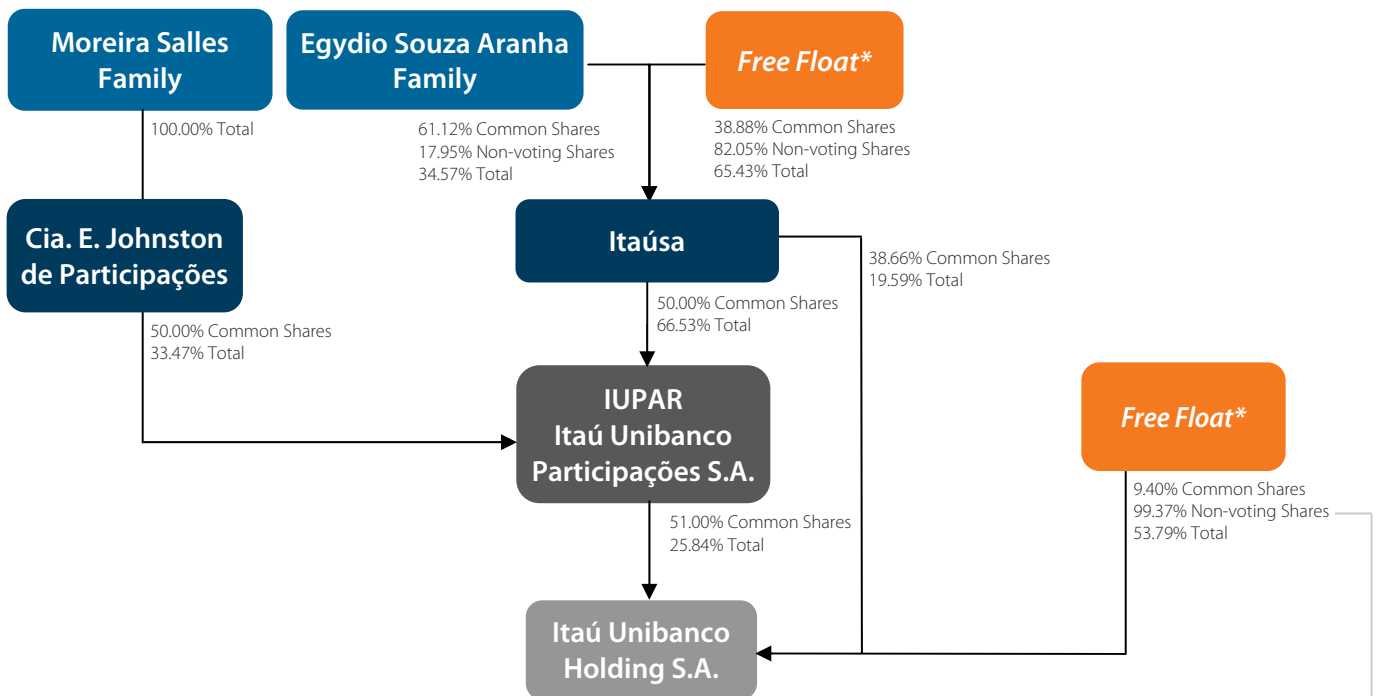 Moreira Salles
Family
Egydio Souza Aranha
Family
Free Float*
100.00% Total
61.12% Common Shares
17.95% Non-voting Shares
34.57% Total
38.88% Common Shares
82.05% Non-voting Shares
65.43% Total
Cia. E. Johnston
de Participações
Itaúsa
38.66% Common Shares
19.59% Total
50.00% Common Shares
33.47% Total
50.00% Common Shares
66.53% Total
IUPAR
Itaú Unibanco
Participações S.A.
Free Float*
9.40% Common Shares
99.37% Non-voting Shares
53.79% Total
51.00% Common Shares
25.84% Total
Itaú Unibanco
Holding S.A.